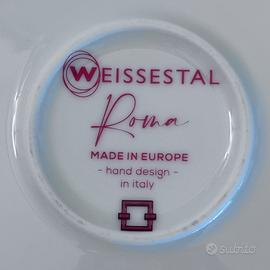 WEISSESTAL
Roma
MADE IN EUROPE
- hand design -
in italy
subito